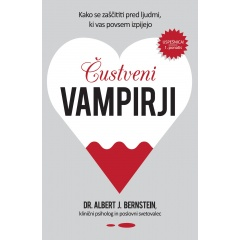 Kako se zaščititi pred ljudmi,
ki vas povsem izpijejo
USPEŠNICA
Čustveni
VAMPIRJI
DR. ALBERT J. BERNSTEIN,
klinični psiholog in poslovni svetovalec